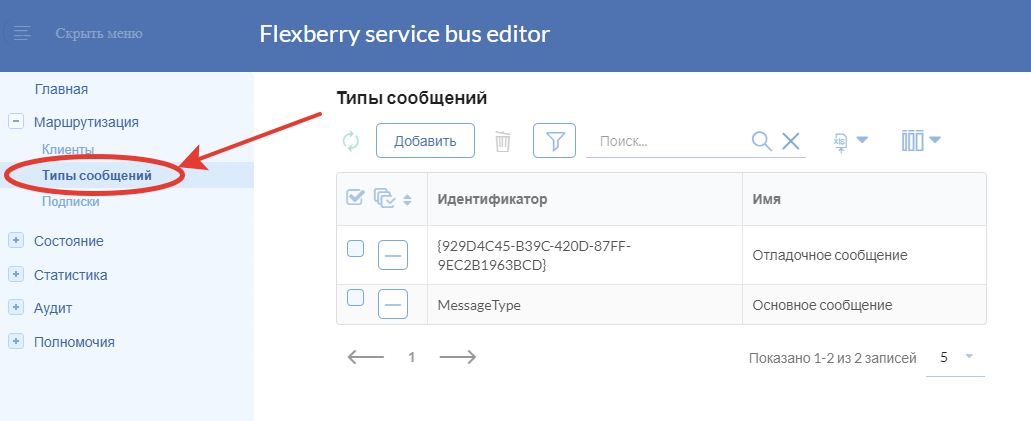 Скрыть меню
Flexberry service bus editor
Главная
Маршрутизация
Клиенты
Типы сообщений
Подписки
Состояние
Статистика
Аудит
Полномочия
Типы сообщений
Добавить
Поиск...
xls
Идентификатор
Имя
{929D4C45-B39C-420D-87FF-
9EC2B1963BCD}
Отладочное сообщение
MessageType
Основное сообщение
1
Показано 1-2 из 2 записей
5